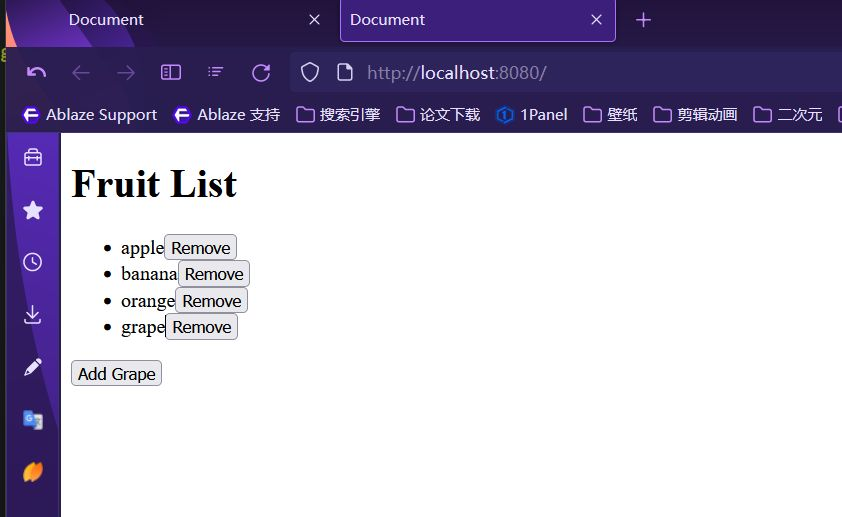 Document Document
http://localhost:8080/
Ablaze Support Ablaze 支持 搜索引擎 论文下载 1Panel 壁纸 剪辑动画 二次元
Fruit List
apple Remove
banana Remove
orange Remove
grape Remove
Add Grape